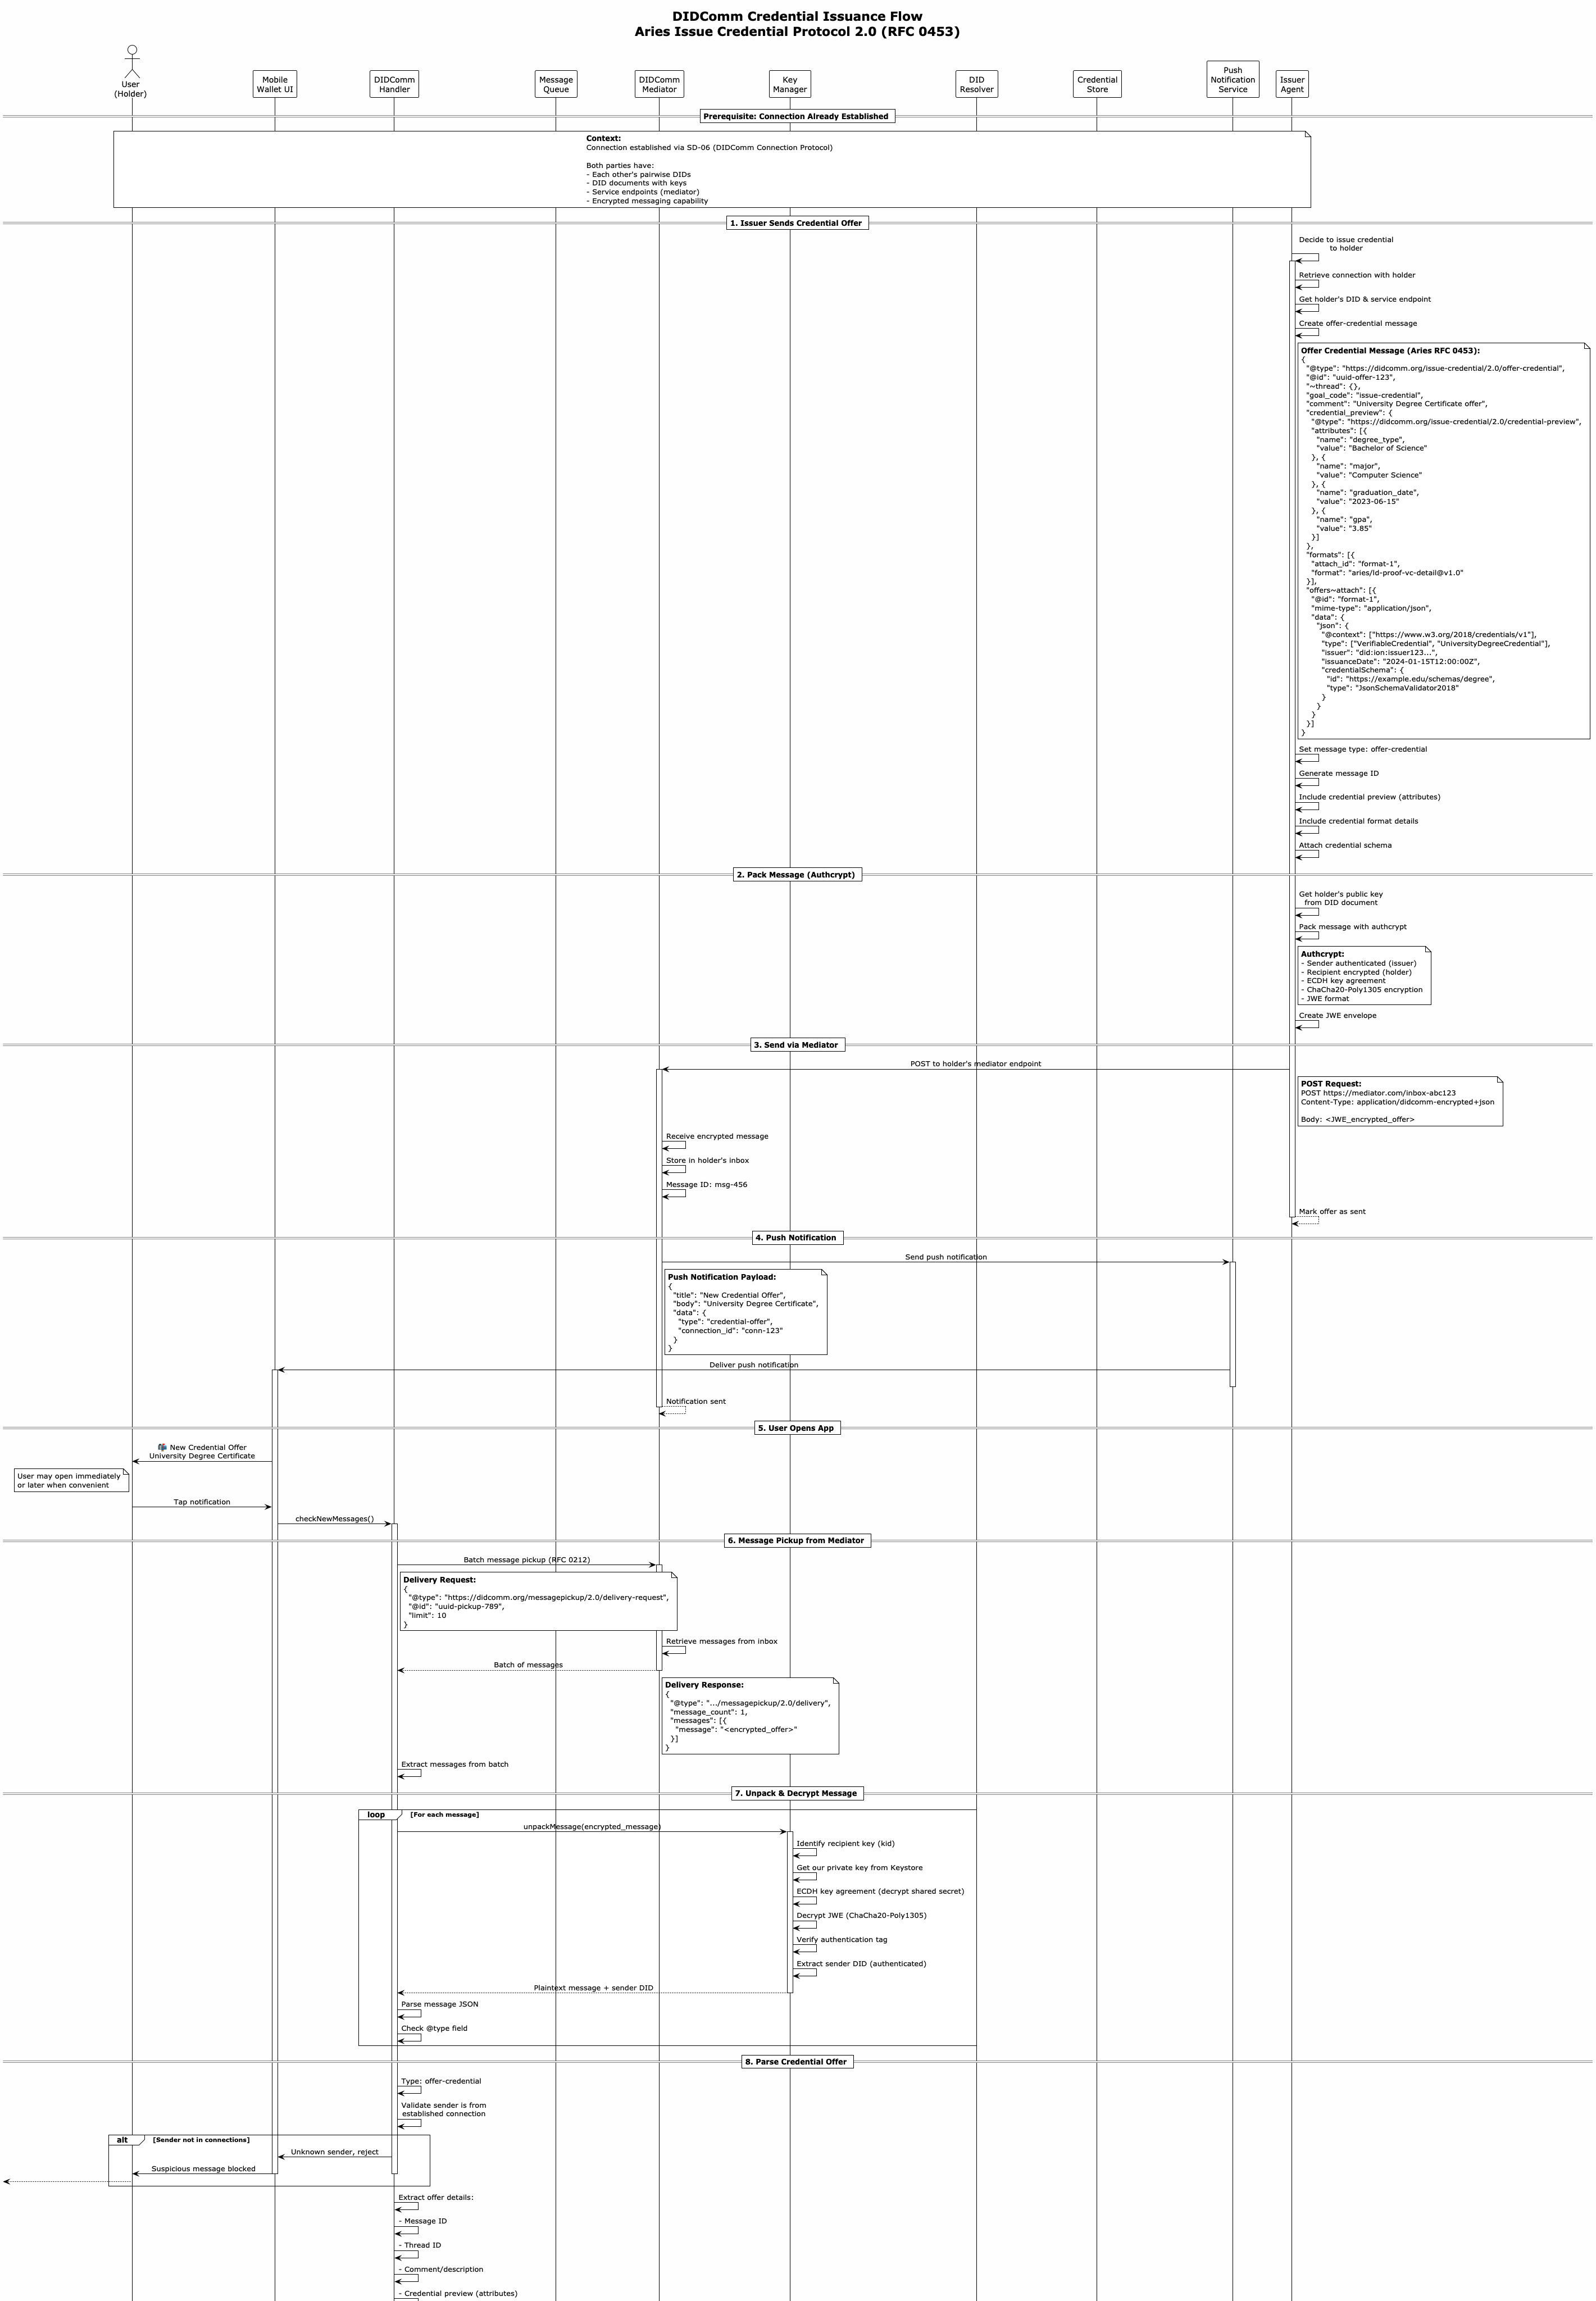 DIDComm Credential Issuance Flow
Aries Issue Credential Protocol 2.0 (RFC 0453)
User
(Holder)
Mobile
Wallet UI
DIDComm
Handler
Message
Queue
DIDComm
Mediator
Key
Manager
DID
Resolver
Credential
Store
Push
Notification
Service
Issuer
Agent
Prerequisite: Connection Already Established
Context:
Connection established via SD-06 (DIDComm Connection Protocol)
Both parties have:
- Each other's pairwise DIDs
- DID documents with keys
- Service endpoints (mediator)
- Encrypted messaging capability
1. Issuer Sends Credential Offer
Decide to issue credential
to holder
Retrieve connection with holder
Get holder's DID & service endpoint
Create offer-credential message
Offer Credential Message (Aries RFC 0453):
{
"@type": "https://didcomm.org/issue-credential/2.0/offer-credential",
"@id": "uuid-offer-123",
"~thread": {},
"goal_code": "issue-credential",
"comment": "University Degree Certificate offer",
"credential_preview": {
"@type": "https://didcomm.org/issue-credential/2.0/credential-preview",
"attributes": [{
"name": "degree_type",
"value": "Bachelor of Science"
}, {
"name": "major",
"value": "Computer Science"
}, {
"name": "graduation_date",
"value": "2023-06-15"
}, {
"name": "gpa",
"value": "3.85"
}]
},
"formats": [{
"attach_id": "format-1",
"format": "aries/ld-proof-vc-detail@v1.0"
}],
"offers~attach": [{
"@id": "format-1",
"mime-type": "application/json",
"data": {
"json": {
"@context": ["https://www.w3.org/2018/credentials/v1"],
"type": ["VerifiableCredential", "UniversityDegreeCredential"],
"issuer": "did:ion:issuer123...",
"issuanceDate": "2024-01-15T12:00:00Z",
"credentialSchema": {
"id": "https://example.edu/schemas/degree",
"type": "JsonSchemaValidator2018"
}
}
}
}]
}
Set message type: offer-credential
Generate message ID
Include credential preview (attributes)
Include credential format details
Attach credential schema
2. Pack Message (Authcrypt)
Get holder's public key
from DID document
Pack message with authcrypt
Authcrypt:
- Sender authenticated (issuer)
- Recipient encrypted (holder)
- ECDH key agreement
- ChaCha20-Poly1305 encryption
- JWE format
Create JWE envelope
3. Send via Mediator
POST to holder's mediator endpoint
POST Request:
POST https://mediator.com/inbox-abc123
Content-Type: application/didcomm-encrypted+json
Body: <JWE_encrypted_offer>
Receive encrypted message
Store in holder's inbox
Message ID: msg-456
Mark offer as sent
4. Push Notification
Send push notification
Push Notification Payload:
{
"title": "New Credential Offer",
"body": "University Degree Certificate",
"data": {
"type": "credential-offer",
"connection_id": "conn-123"
}
}
Deliver push notification
Notification sent
5. User Opens App
📬 New Credential Offer
University Degree Certificate
User may open immediately
or later when convenient
Tap notification
checkNewMessages()
6. Message Pickup from Mediator
Batch message pickup (RFC 0212)
Delivery Request:
{
"@type": "https://didcomm.org/messagepickup/2.0/delivery-request",
"@id": "uuid-pickup-789",
"limit": 10
}
Retrieve messages from inbox
Batch of messages
Delivery Response:
{
"@type": ".../messagepickup/2.0/delivery",
"message_count": 1,
"messages": [{
"message": "<encrypted_offer>"
}]
}
Extract messages from batch
7. Unpack & Decrypt Message
loop [For each message]
unpackMessage(encrypted_message)
Identify recipient key (kid)
Get our private key from Keystore
ECDH key agreement (decrypt shared secret)
Decrypt JWE (ChaCha20-Poly1305)
Verify authentication tag
Extract sender DID (authenticated)
Plaintext message + sender DID
Parse message JSON
Check @type field
8. Parse Credential Offer
Type: offer-credential
Validate sender is from
established connection
alt [Sender not in connections]
Unknown sender, reject
Suspicious message blocked
Extract offer details:
- Message ID
- Thread ID
- Comment/description
- Credential preview (attributes)